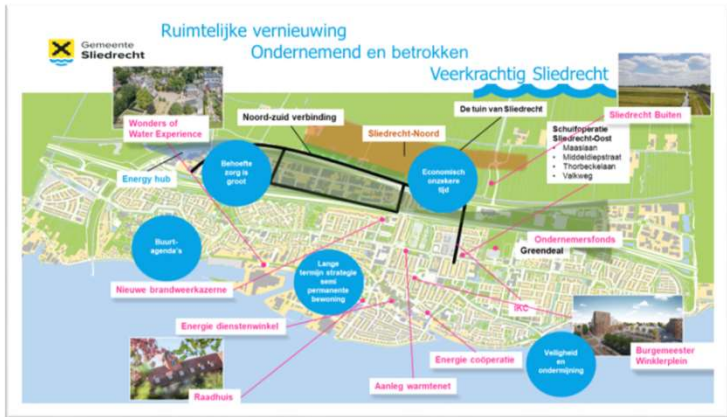 Ruimtelijke vernieuwing
Ondernemend en betrokken
Veerkrachtig Sliedrecht
Gemeente
Sliedrecht
Wonders of
Water Experience
Noord-zuid verbinding
De tuin van Sliedrecht
Sliedrecht-Noord
Sliedrecht Buiten
Schuifoperatie
Sliedrecht-Oost
• Maaslaan
• Middeldiepstraat
• Thorbeckelaan
• Valkweg
Energy hub
Behoefte
zorg is
groot
Economisch
onzekere
tijd
Buurt-
agenda's
Ondernemersfonds
Greendeal
Lange
termijn strategie
semi
permanente
bewoning
Nieuwe brandweerkazerne
IKC
Energie dienstenwinkel
Energie coöperatie
Veiligheid
en
ondermijning
Burgemeester
Winklerplein
Raadhuis
Aanleg warmtenet